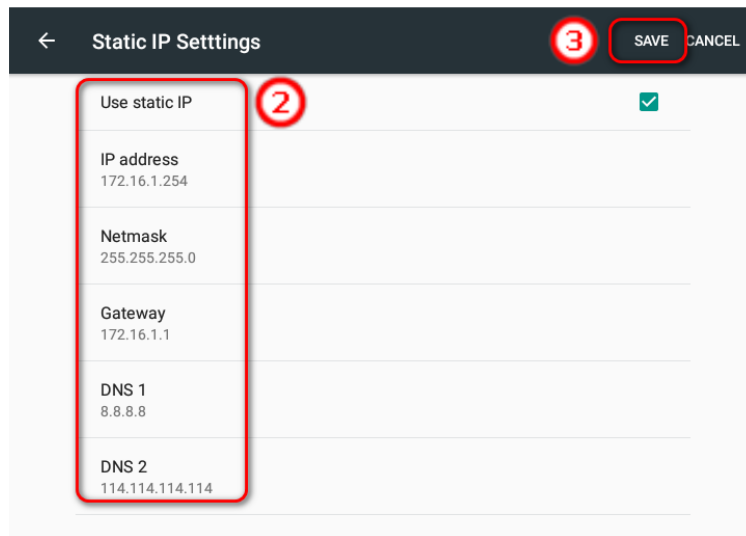 ← Static IP Setttings 3 SAVE CANCEL
Use static IP 2
IP address
172.16.1.254
Netmask
255.255.255.0
Gateway
172.16.1.1
DNS 1
8.8.8.8
DNS 2
114.114.114.114